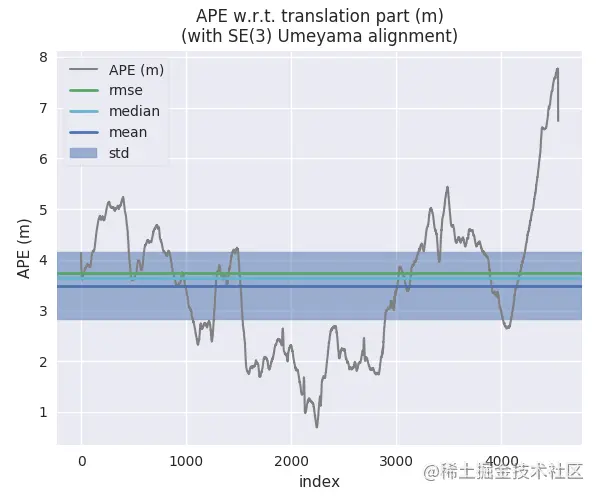 APE w.r.t. translation part (m)
(with SE(3) Umeyama alignment)
APE (m)
rmse
median
mean
std
8
7
6
5
4
3
2
1
APE (m)
0 1000 2000 3000 4000
index
@稀土掘金技术社区